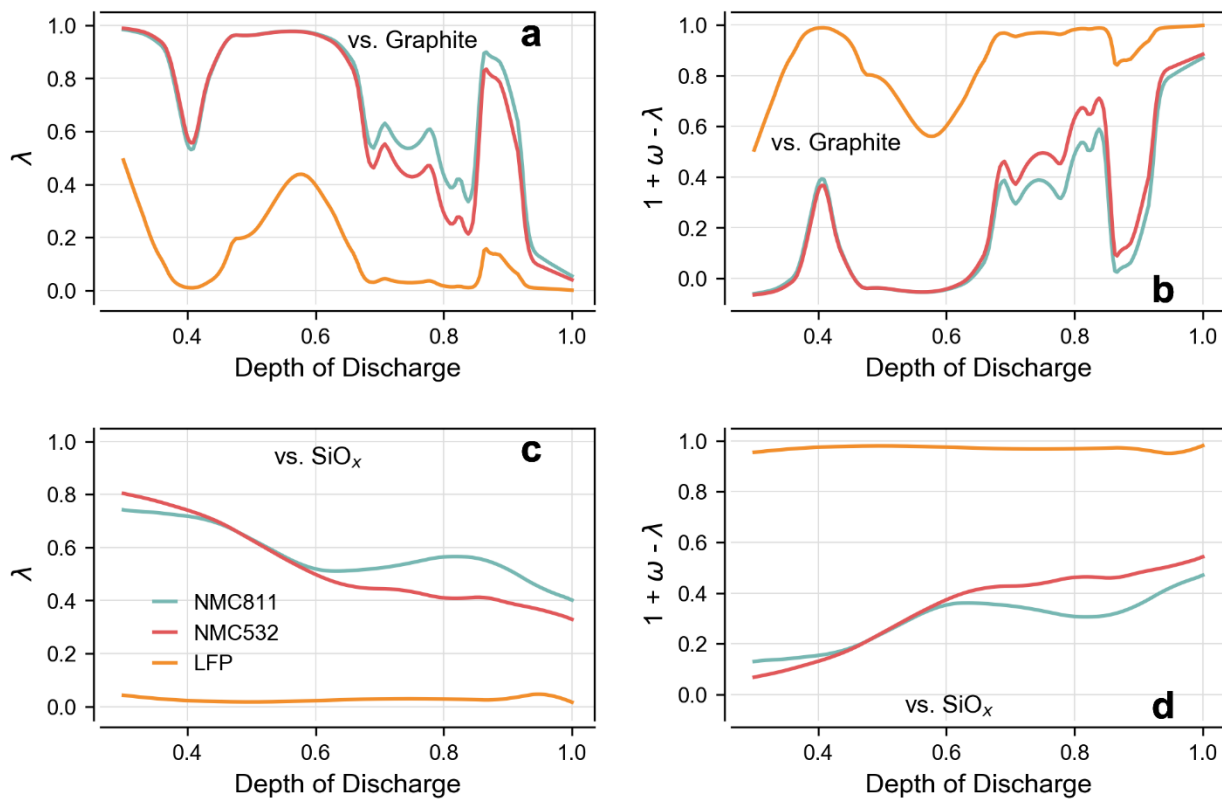 vs. Graphite
a
1.0
0.8
0.6
0.4
0.2
0.0
λ
0.4
0.6
0.8
1.0
Depth of Discharge
vs. Graphite
b
1.0
0.8
0.6
0.4
0.2
0.0
1 + ω - λ
0.4
0.6
0.8
1.0
Depth of Discharge
vs. SiOₓ
c
1.0
0.8
0.6
0.4
0.2
0.0
λ
NMC811
NMC532
LFP
0.4
0.6
0.8
1.0
Depth of Discharge
1.0
0.8
0.6
0.4
0.2
0.0
1 + ω - λ
vs. SiOₓ
d
0.4
0.6
0.8
1.0
Depth of Discharge